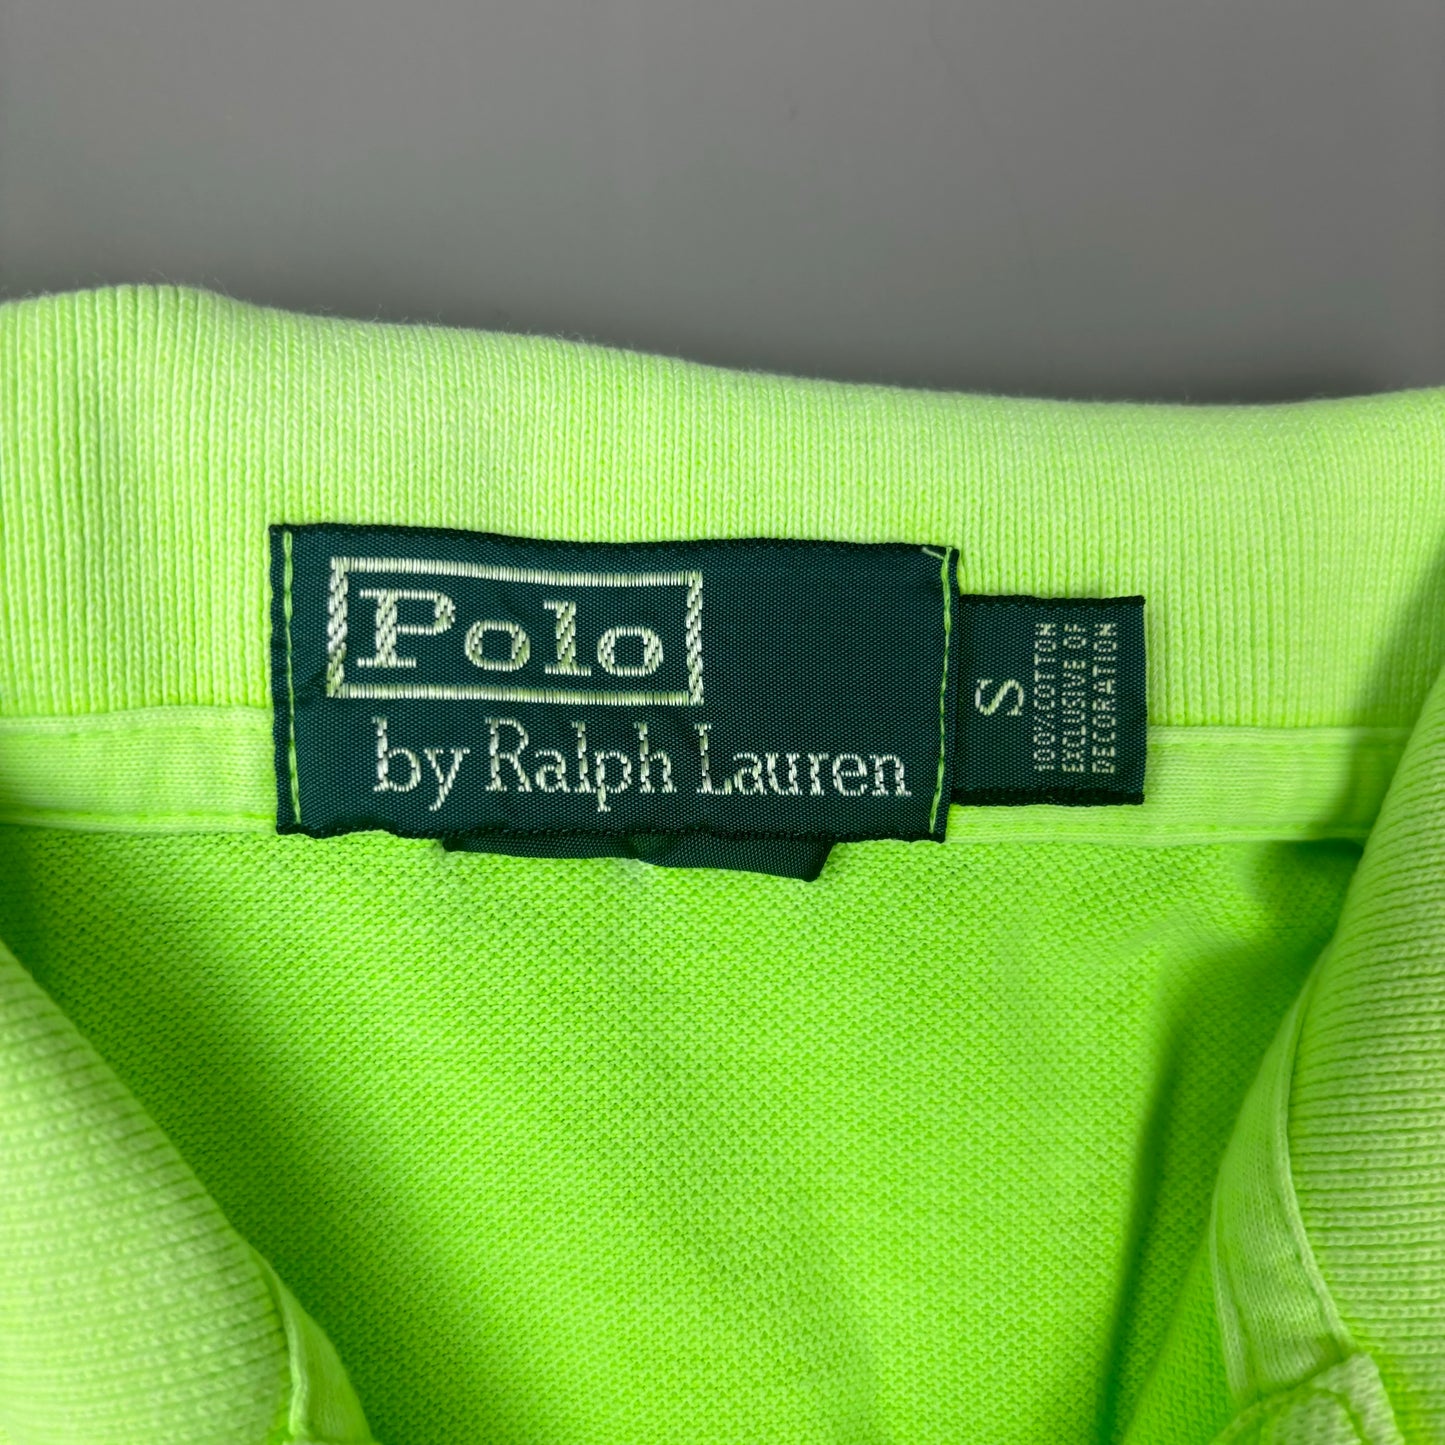 Polo
by Ralph Lauren
S
100% COTTON
EXCLUSIVE OF
DECORATION